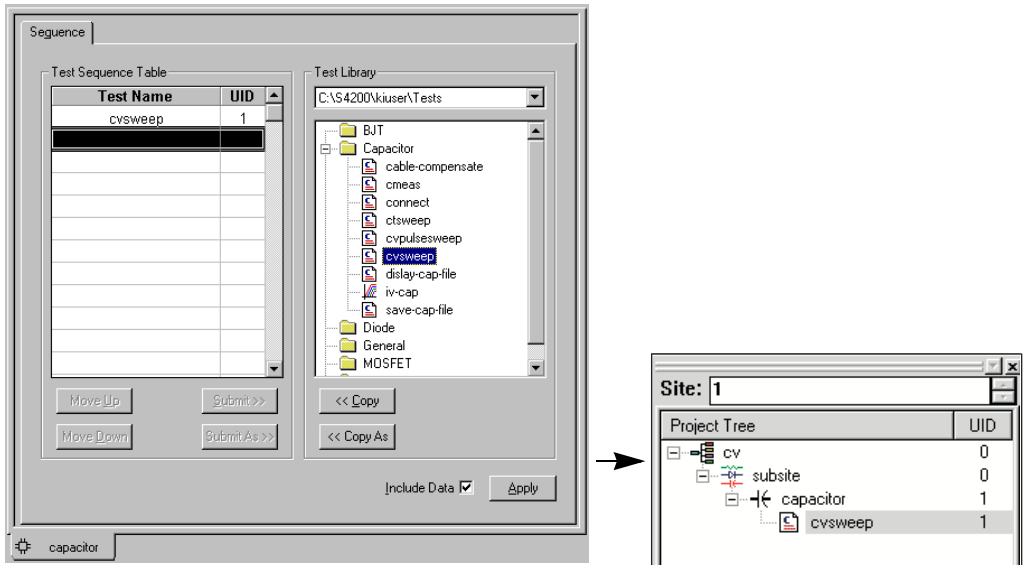 Sequence
Test Sequence Table
Test Name UID
cvsweep 1
Move Up
Submit >>
Move Down
Submit As >>
Test Library
C:\S4200\kiuser\Tests
BJT
Capacitor
cable-compensate
cmeas
connect
ctsweep
cvpulsesweep
cvsweep
dislay-cap-file
iv-cap
save-cap-file
Diode
General
MOSFET
<< Copy
<< Copy As
Include Data
Apply
capacitor
Site: 1
Project Tree UID
cv 0
subsite 0
capacitor 1
cvsweep 1